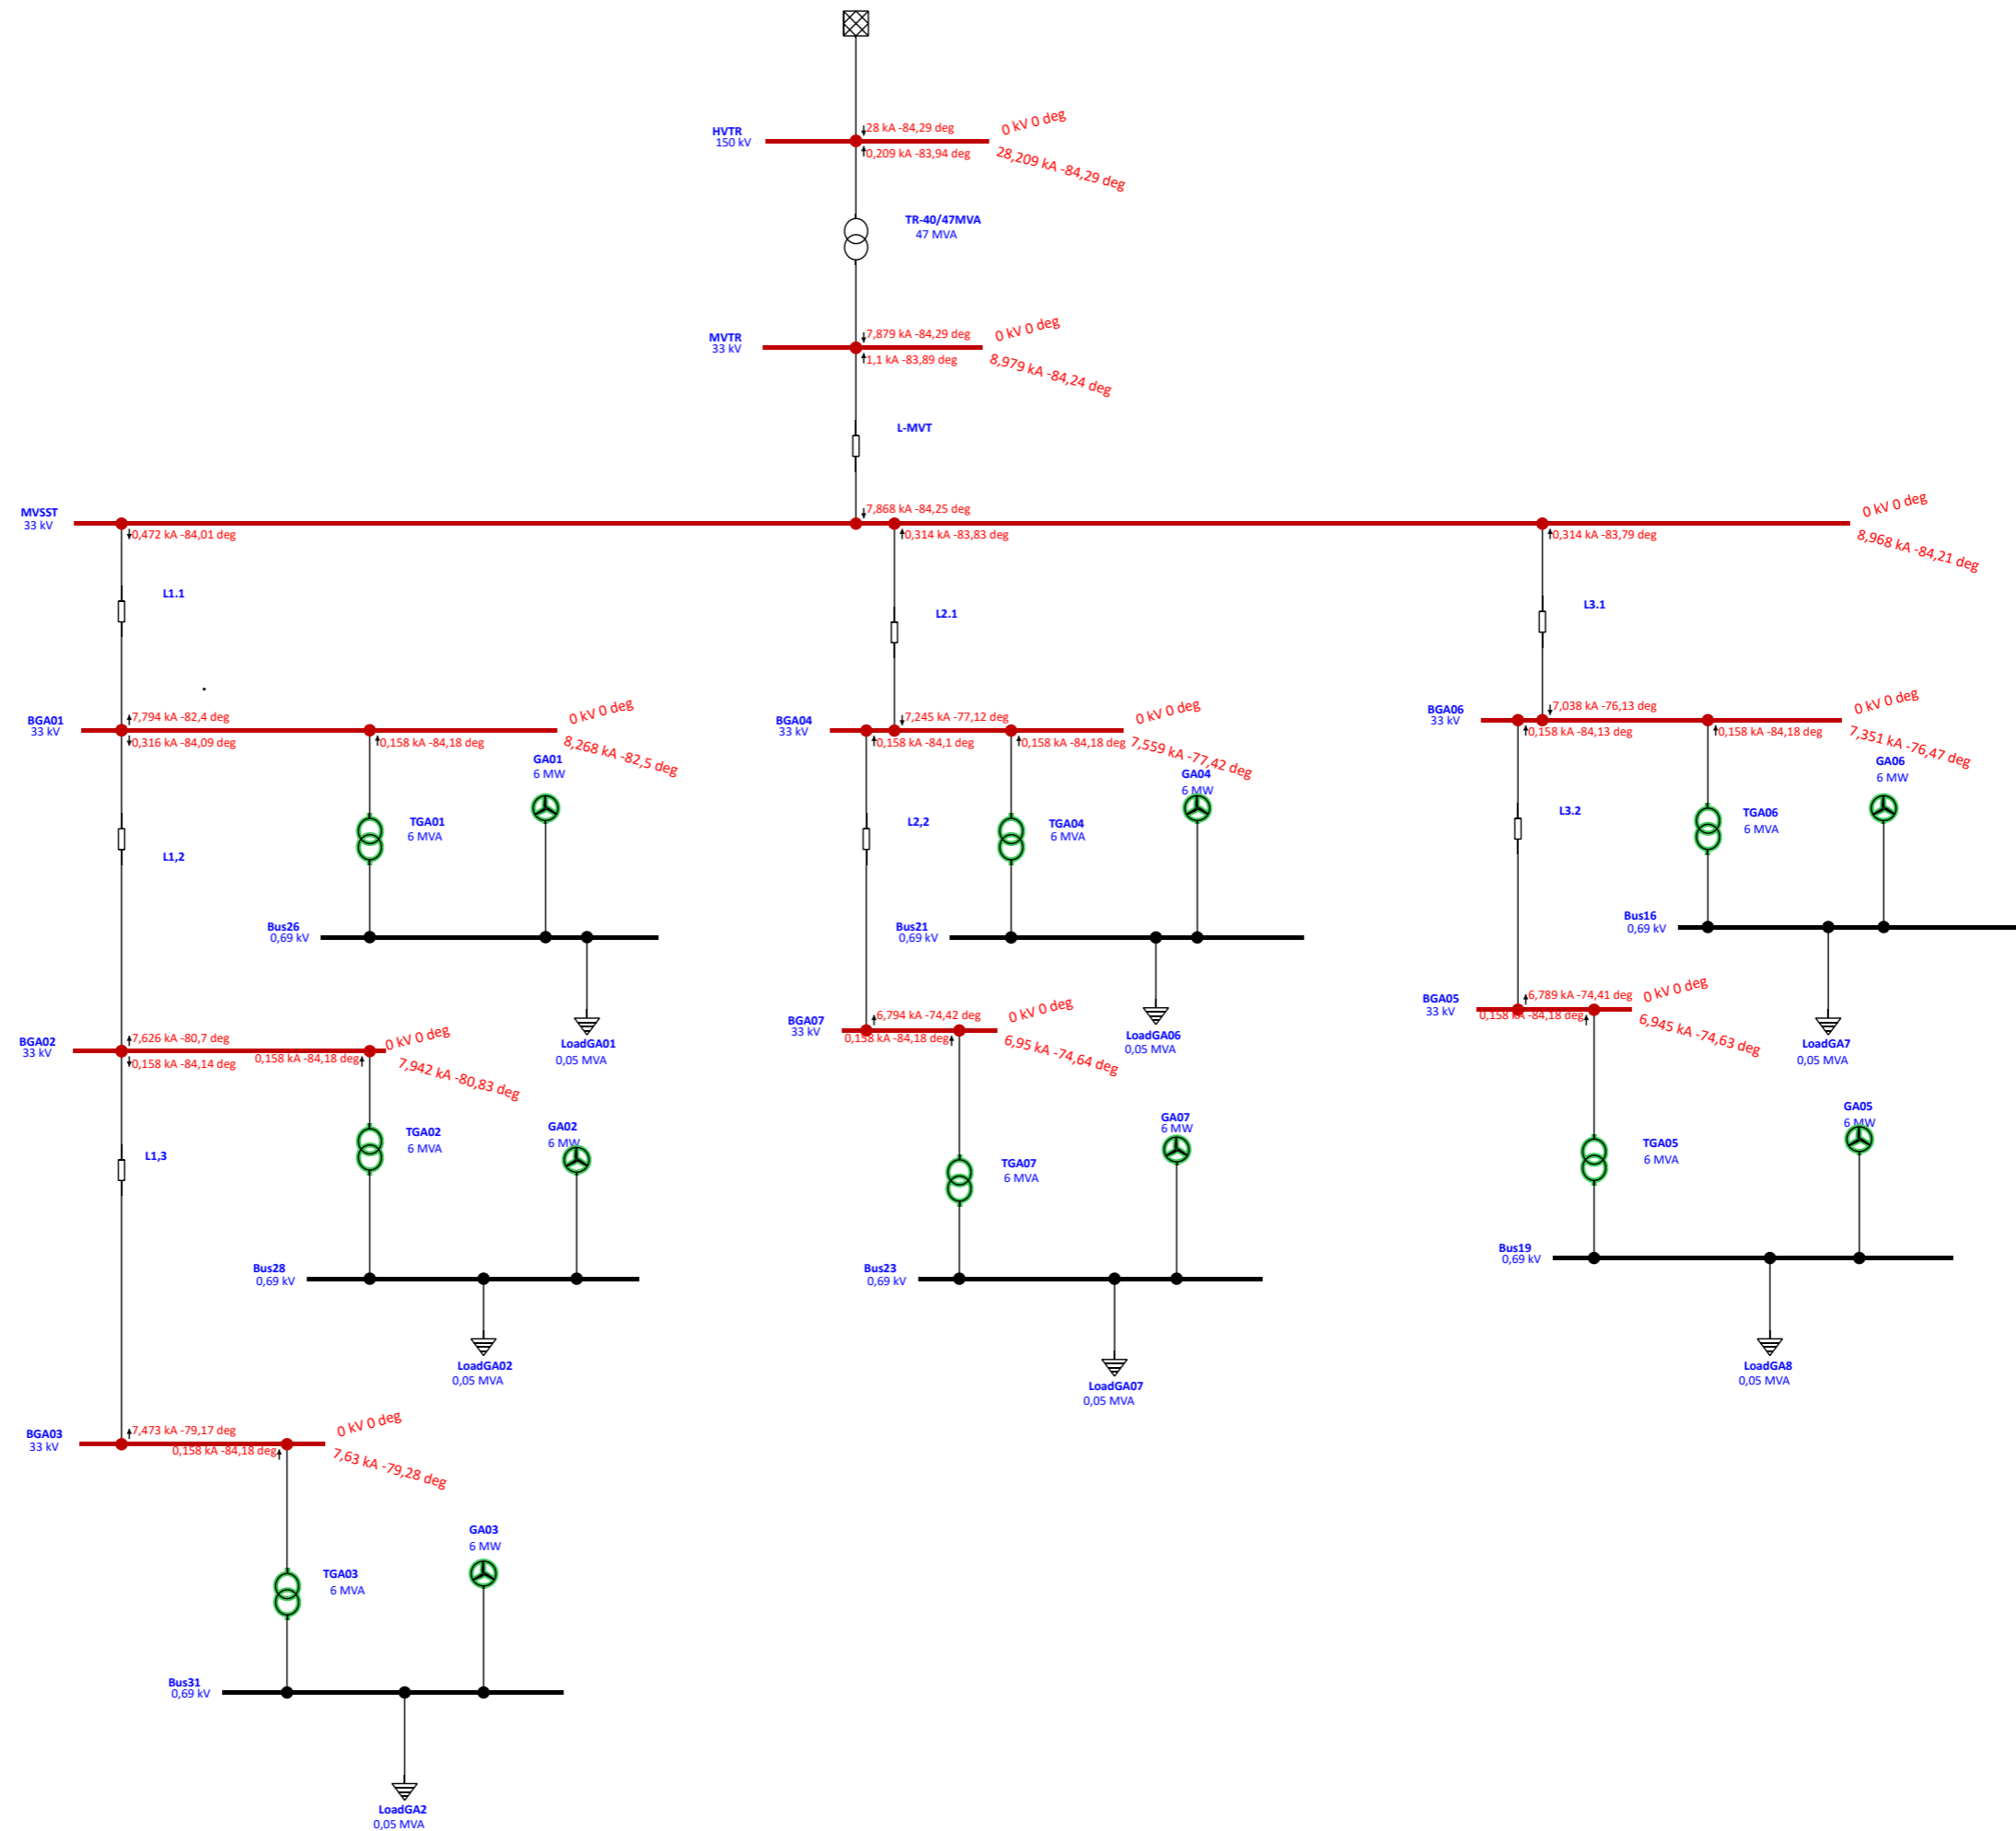 28 kA -84,29 deg
0 kV 0 deg
HVTR
150 kV
0,209 kA -83,94 deg
28,209 kA -84,29 deg
TR-40/47MVA
47 MVA
7,879 kA -84,29 deg
0 kV 0 deg
MVTR
33 kV
1,1 kA -83,89 deg
8,979 kA -84,24 deg
L-MVT
MVSST
33 kV
7,868 kA -84,25 deg
0 kV 0 deg
0,472 kA -84,01 deg
0,314 kA -83,83 deg
0,314 kA -83,79 deg
8,968 kA -84,21 deg
L1.1
L2.1
L3.1
BGA01
33 kV
7,794 kA -82,4 deg
0 kV 0 deg
0,316 kA -84,09 deg
0,158 kA -84,18 deg
8,268 kA -82,5 deg
BGA04
33 kV
7,245 kA -77,12 deg
0 kV 0 deg
0,158 kA -84,1 deg
0,158 kA -84,18 deg
7,559 kA -77,42 deg
BGA06
33 kV
7,038 kA -76,13 deg
0 kV 0 deg
0,158 kA -84,13 deg
0,158 kA -84,18 deg
7,351 kA -76,47 deg
GA01
6 MW
GA04
6 MW
GA06
6 MW
L1,2
TGA01
6 MVA
L2,2
TGA04
6 MVA
L3.2
TGA06
6 MVA
Bus26
0,69 kV
Bus21
0,69 kV
Bus16
0,69 kV
LoadGA01
0,05 MVA
LoadGA06
0,05 MVA
LoadGA7
0,05 MVA
BGA02
33 kV
7,626 kA -80,7 deg
0 kV 0 deg
0,158 kA -84,14 deg
0,158 kA -84,18 deg
7,942 kA -80,83 deg
BGA07
33 kV
6,794 kA -74,42 deg
0 kV 0 deg
0,158 kA -84,18 deg
6,95 kA -74,64 deg
BGA05
33 kV
6,789 kA -74,41 deg
0 kV 0 deg
0,158 kA -84,18 deg
6,945 kA -74,63 deg
L1,3
TGA02
6 MVA
GA02
6 MW
TGA07
6 MVA
GA07
6 MW
TGA05
6 MVA
GA05
6 MW
Bus28
0,69 kV
Bus23
0,69 kV
Bus19
0,69 kV
LoadGA02
0,05 MVA
LoadGA07
0,05 MVA
LoadGA8
0,05 MVA
BGA03
33 kV
7,473 kA -79,17 deg
0 kV 0 deg
0,158 kA -84,18 deg
7,63 kA -79,28 deg
GA03
6 MW
TGA03
6 MVA
Bus31
0,69 kV
LoadGA2
0,05 MVA